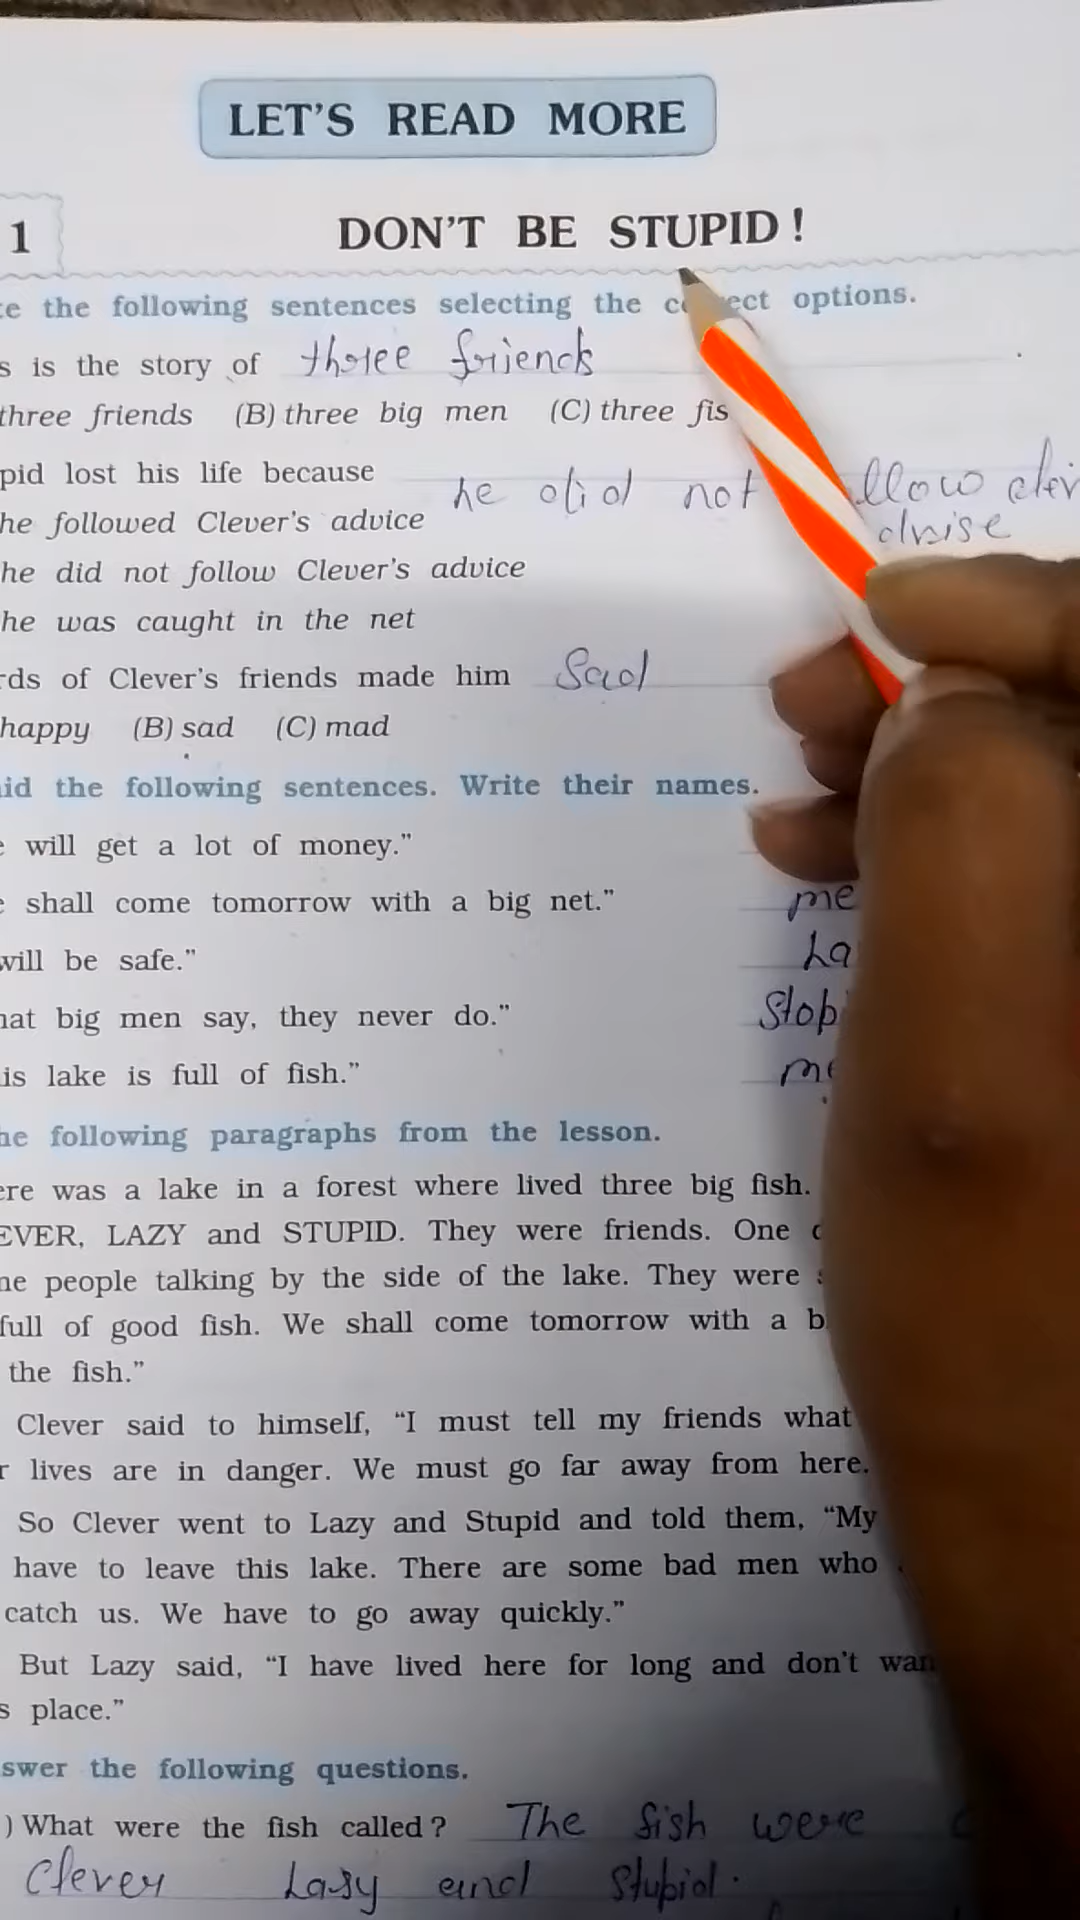 LET'S READ MORE
1 DON'T BE STUPID!
the following sentences selecting the options.
s is the story of three friends
three friends (B) three big men (C) three
pid lost his life because he did not
he followed Clever's advice
he did not follow Clever's advice
he was caught in the net
rds of Clever's friends made him Sad
happy (B) sad (C) mad
the following sentences. Write their names.
will get a lot of money."
shall come tomorrow with a big net."
will be safe."
big men say, they never do."
is lake is full of fish."
he following paragraphs from the lesson.
ere was a lake in a forest where lived three big fish.
EVER, LAZY and STUPID. They were friends. One
ne people talking by the side of the lake. They were
full of good fish. We shall come tomorrow with a
the fish."
Clever said to himself, "I must tell my friends what
r lives are in danger. We must go far away from here.
So Clever went to Lazy and Stupid and told them, "My
have to leave this lake. There are some bad men who
catch us. We have to go away quickly."
But Lazy said, "I have lived here for long and don't
s place."
swer the following questions.
) What were the fish called? The fish were
Clever Lasy and Stupid.